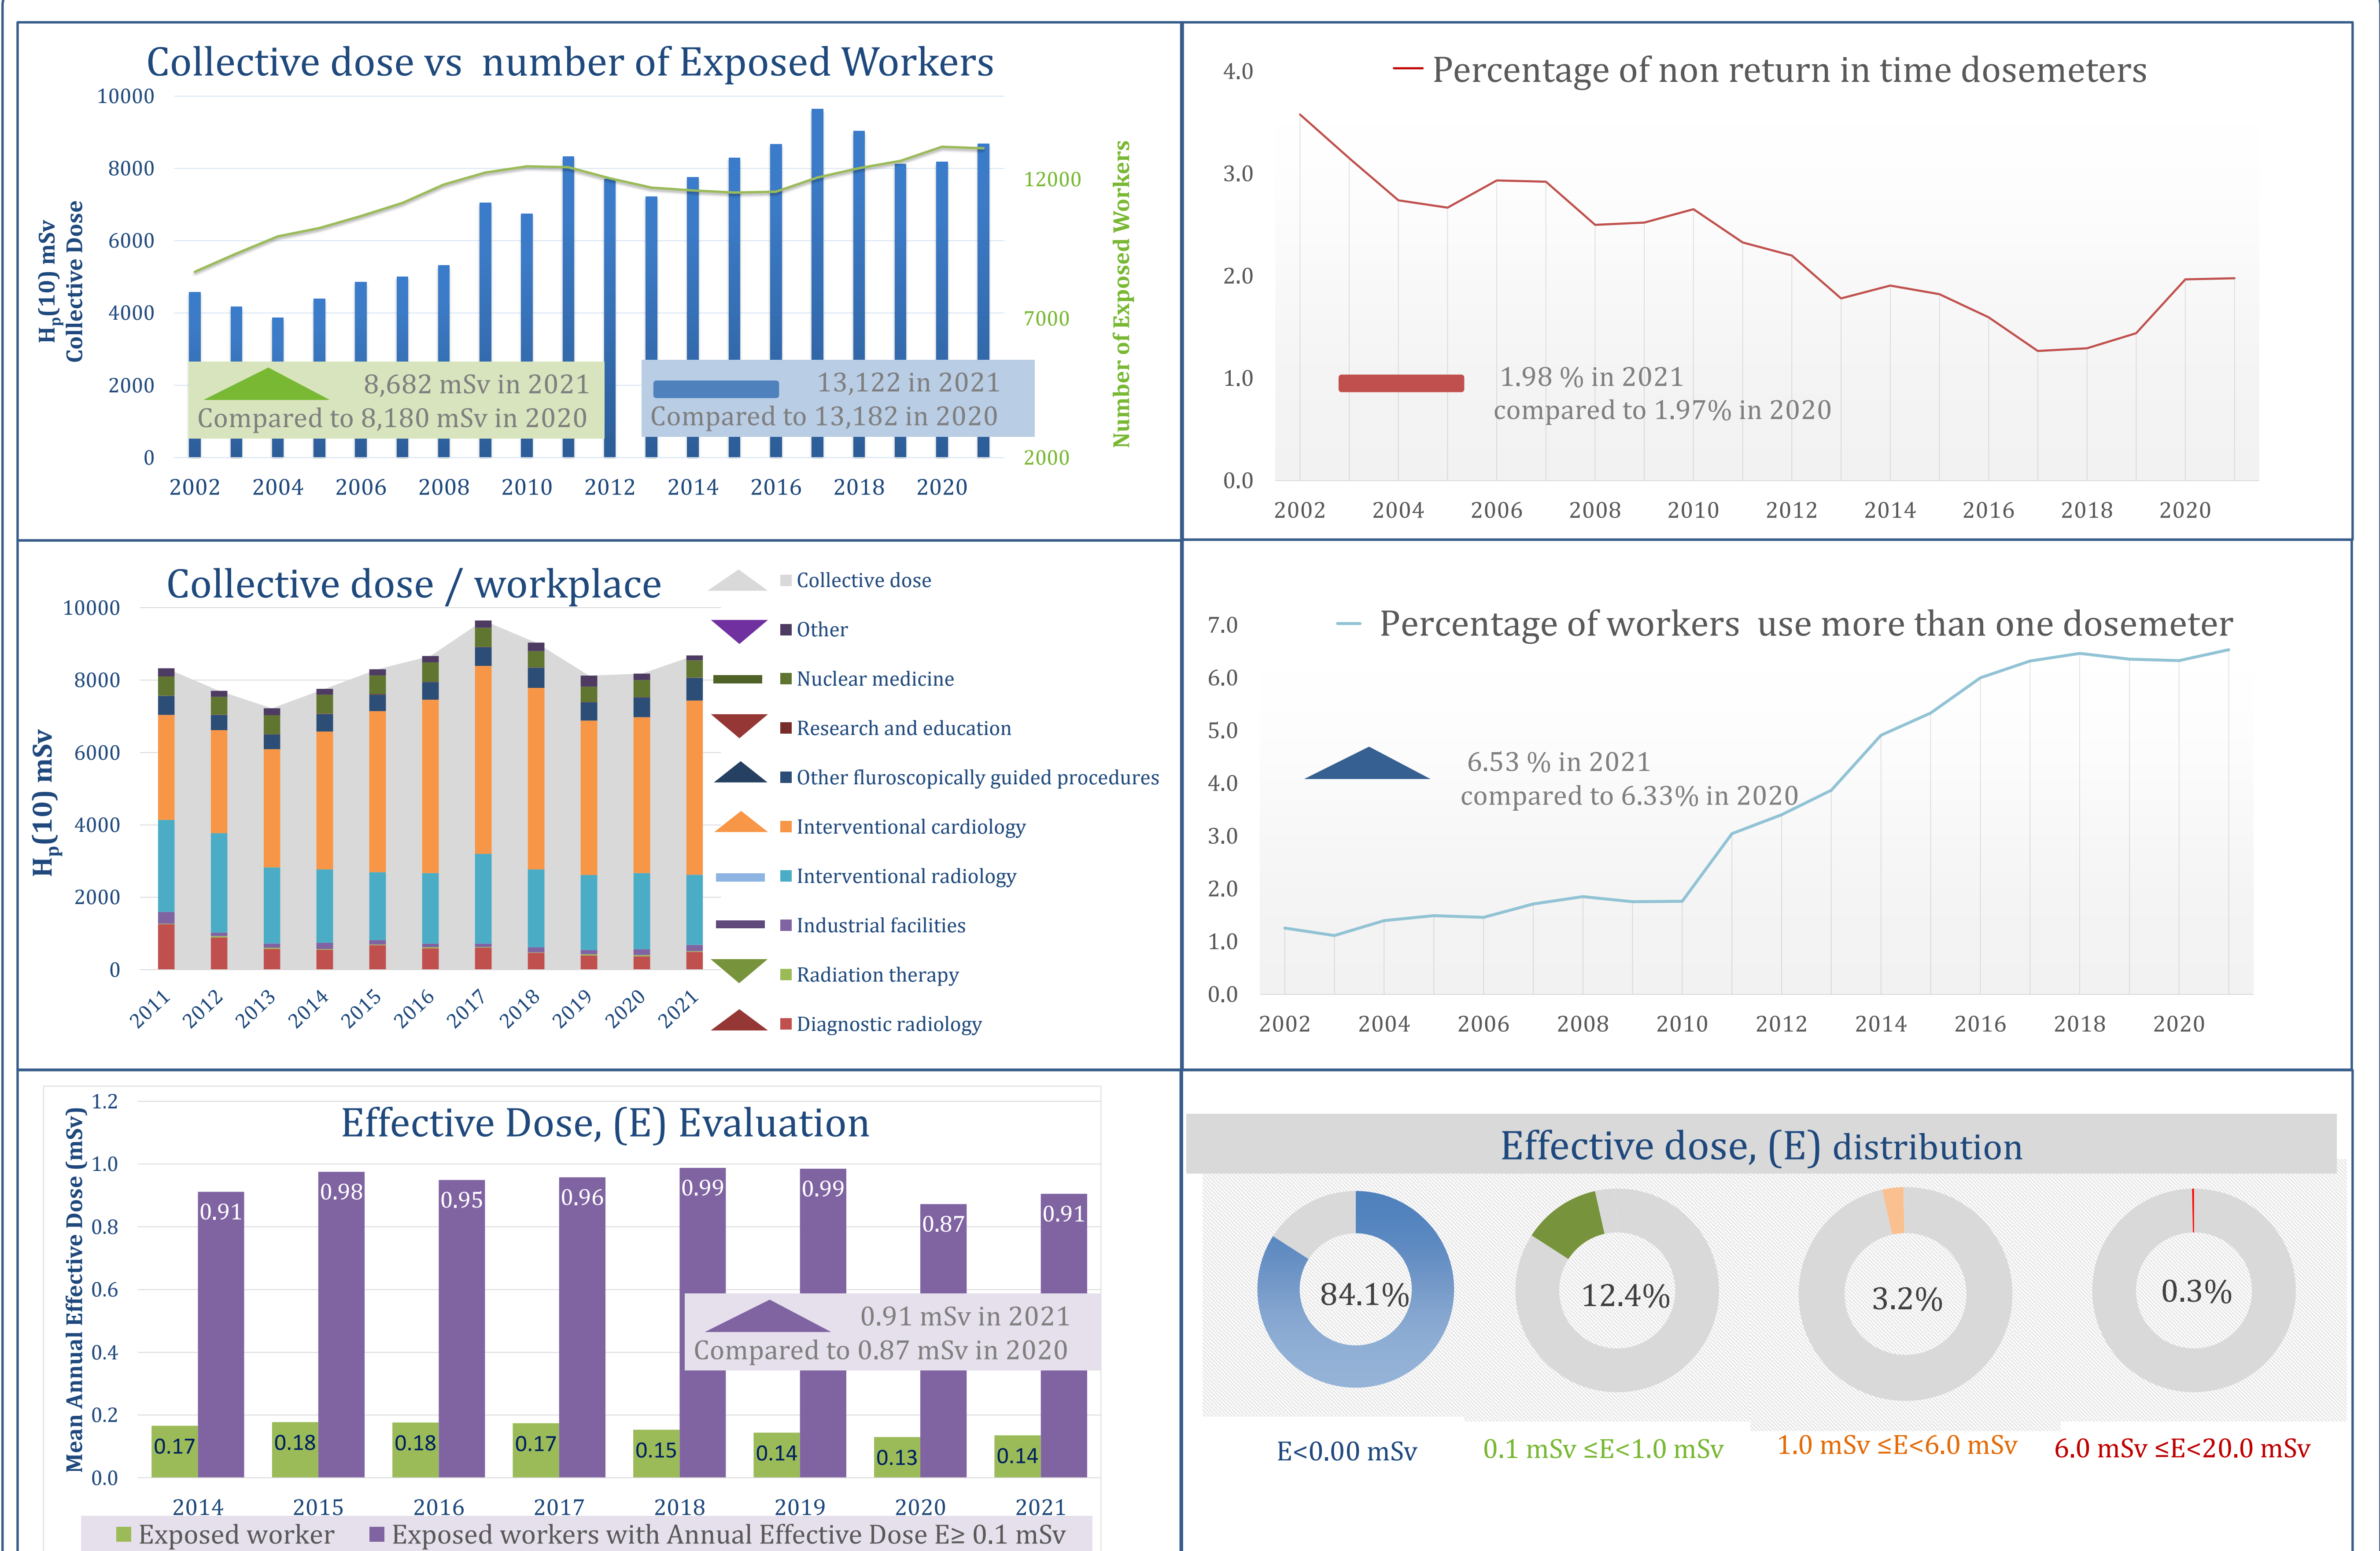 Collective dose vs  number of Exposed Workers
10000
8000
6000
4000
2000
0
Hp(10) mSv
Collective Dose
12000
7000
2000
Number of Exposed Workers
8,682 mSv in 2021
Compared to 8,180 mSv in 2020
13,122 in 2021
Compared to 13,182 in 2020
2002 2004 2006 2008 2010 2012 2014 2016 2018 2020
Percentage of non return in time dosemeters
4.0
3.0
2.0
1.0
0.0
1.98 % in 2021
compared to 1.97% in 2020
2002 2004 2006 2008 2010 2012 2014 2016 2018 2020
Collective dose / workplace
10000
8000
6000
4000
2000
0
Hp(10) mSv
2011 2012 2013 2014 2015 2016 2017 2018 2019 2020 2021
Collective dose
Other
Nuclear medicine
Research and education
Other fluroscopically guided procedures
Interventional cardiology
Interventional radiology
Industrial facilities
Radiation therapy
Diagnostic radiology
Percentage of workers  use more than one dosemeter
7.0
6.0
5.0
4.0
3.0
2.0
1.0
0.0
6.53 % in 2021
compared to 6.33% in 2020
2002 2004 2006 2008 2010 2012 2014 2016 2018 2020
Effective Dose, (E) Evaluation
Mean Annual Effective Dose (mSv)
1.2
1.0
0.8
0.6
0.4
0.2
0.0
0.91 0.98 0.95 0.96 0.99 0.99 0.87 0.91
0.91 mSv in 2021
Compared to 0.87 mSv in 2020
0.17 0.18 0.18 0.17 0.15 0.14 0.13 0.14
2014 2015 2016 2017 2018 2019 2020 2021
Exposed worker Exposed workers with Annual Effective Dose E≥ 0.1 mSv
Effective dose, (E) distribution
84.1% 12.4% 3.2% 0.3%
E<0.00 mSv 0.1 mSv ≤E<1.0 mSv 1.0 mSv ≤E<6.0 mSv 6.0 mSv ≤E<20.0 mSv